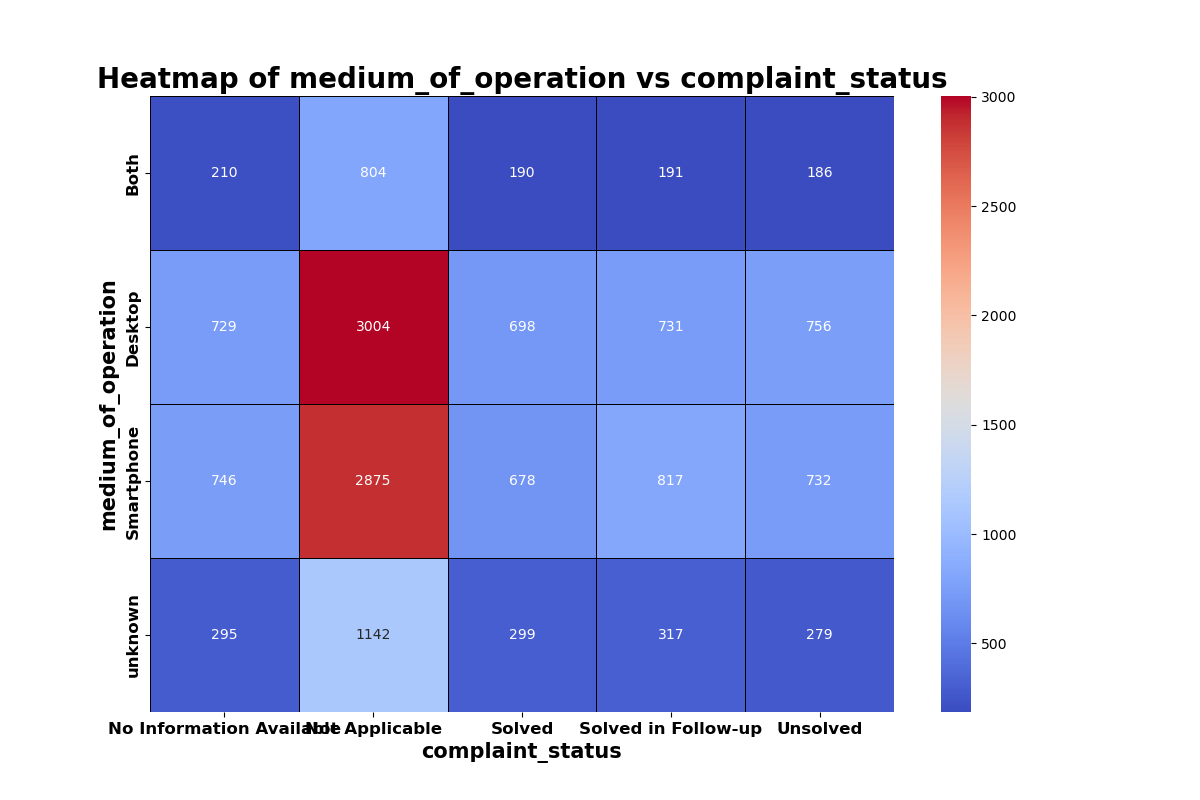 Heatmap of medium_of_operation vs complaint_status
medium_of_operation
Both
210 804 190 191 186
Desktop
729 3004 698 731 756
Smartphone
746 2875 678 817 732
unknown
295 1142 299 317 279
No Information Available Not Applicable Solved Solved in Follow-up Unsolved
complaint_status
3000
2500
2000
1500
1000
500